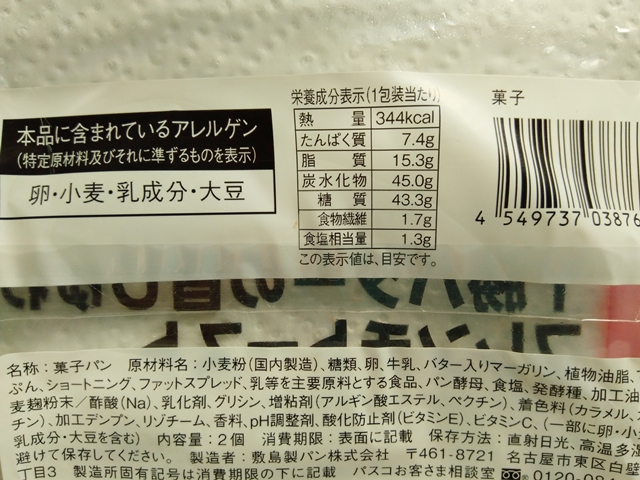 本品に含まれているアレルゲン
(特定原材料及びそれに準ずるものを表示)
卵・小麦・乳成分・大豆
栄養成分表示(1包装当たり)
熱 量 344kcal
たんぱく質 7.4g
脂 質 15.3g
炭水化物 45.0g
糖 質 43.3g
食物繊維 1.7g
食塩相当量 1.3g
この表示値は、目安です。
菓子
4 549737 03876
名称:菓子パン 原材料名:小麦粉(国内製造)、糖類、卵、牛乳、バター入りマーガリン、植物油脂、
ぷん、ショートニング、ファットスプレッド、乳等を主要原料とする食品、パン酵母、食塩、発酵種、加工油
麦麹粉末/酢酸(Na)、乳化剤、グリシン、増粘剤(アルギン酸エステル、ペクチン)、着色料(カラメル、
チン)、加工デンプン、リゾチーム、香料、pH調整剤、酸化防止剤(ビタミンE)、ビタミンC、(一部に卵・小
乳成分・大豆を含む) 内容量:2個 消費期限:表面に記載 保存方法:直射日光、高温多湿
避けて保存してください。 製造者:敷島製パン株式会社 〒461-8721 名古屋市東区白壁
丁目3 製造所固有記号は消費期限の下に記載 パスコお客さま相談室 0120-084